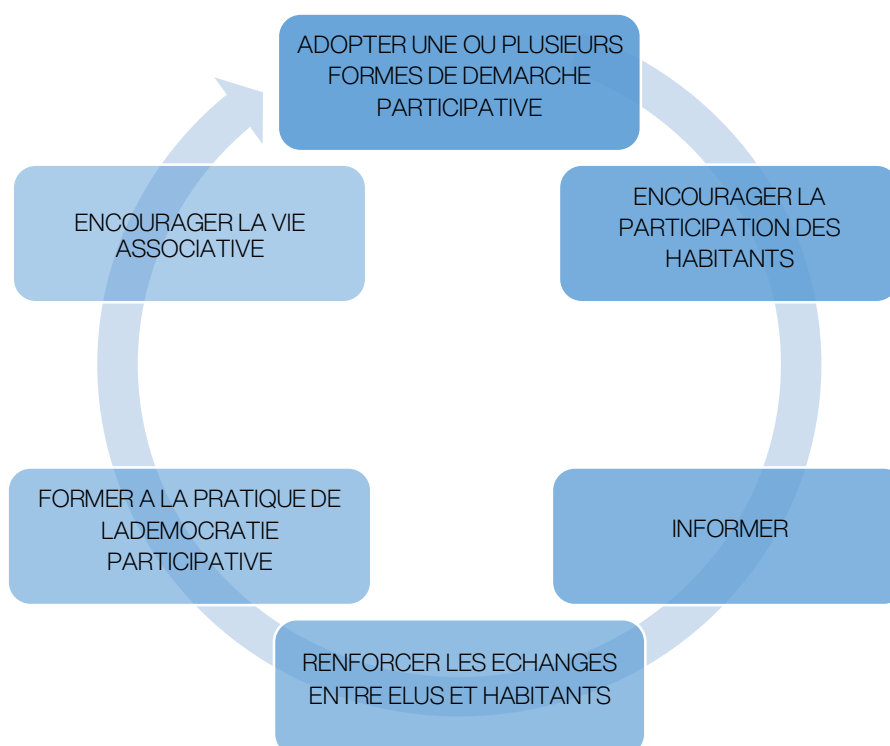 ADOPTER UNE OU PLUSIEURS
FORMES DE DEMARCHE
PARTICIPATIVE
ENCOURAGER LA
PARTICIPATION DES
HABITANTS
INFORMER
RENFORCER LES ECHANGES
ENTRE ELUS ET HABITANTS
FORMER A LA PRATIQUE DE
LADEMOCRATIE
PARTICIPATIVE
ENCOURAGER LA VIE
ASSOCIATIVE